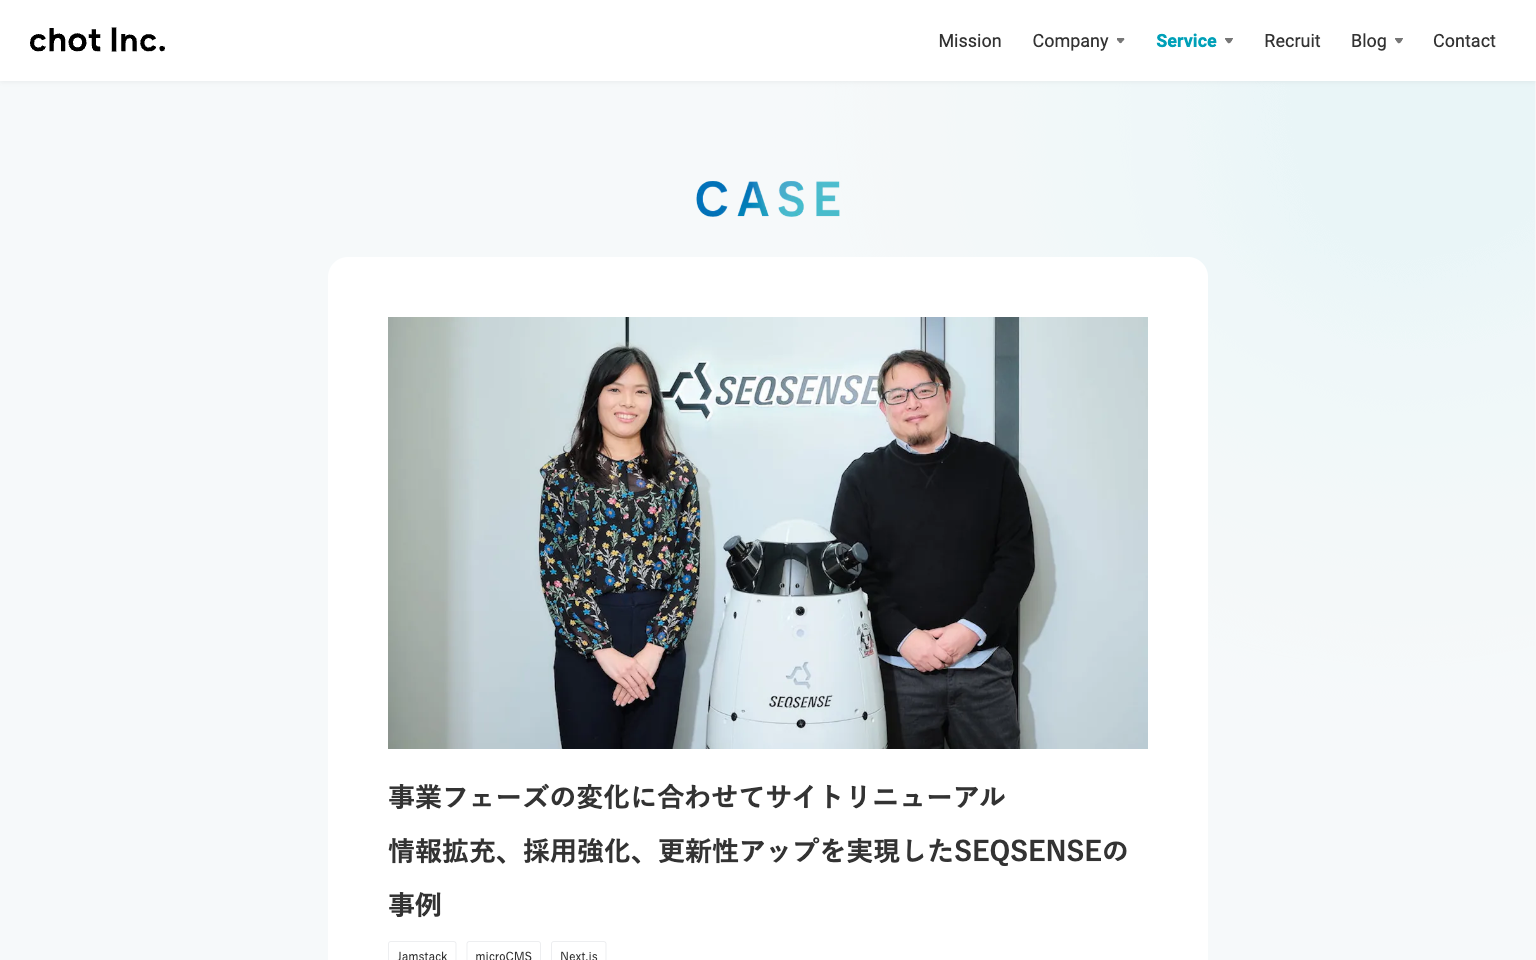 chot Inc.
Mission Company Service Recruit Blog Contact
CASE
SEQSENSE
SEQSENSE
事業フェーズの変化に合わせてサイトリニューアル
情報拡充、採用強化、更新性アップを実現したSEQSENSEの
事例
Jamstack microCMS Next.js